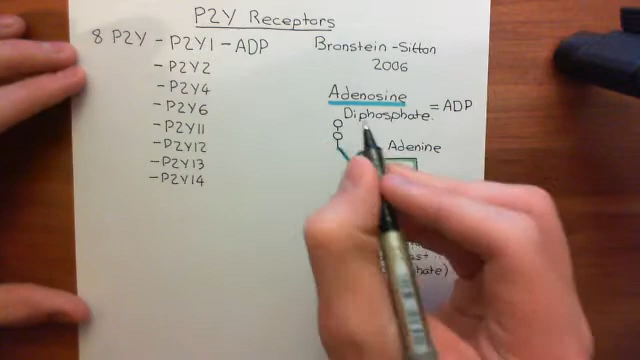 P2Y Receptors
8 P2Y - P2Y1 - ADP
- P2Y2
- P2Y4
- P2Y6
- P2Y11
- P2Y12
- P2Y13
- P2Y14
Bronstein-Sitton
2006
Adenosine
Diphosphate = ADP
Adenine